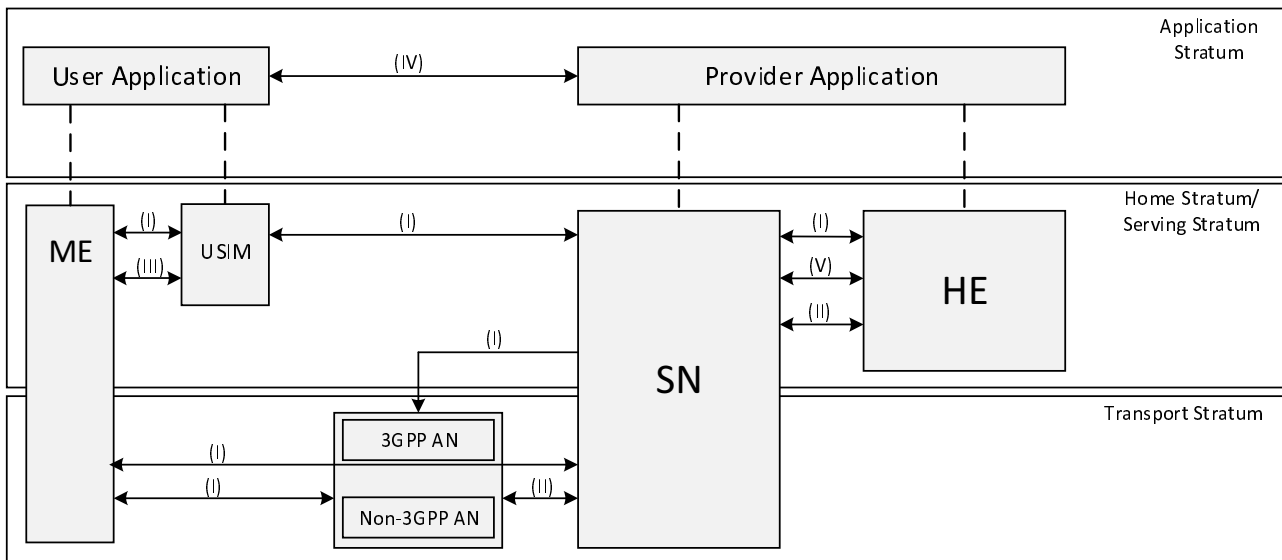 Application
Stratum
User Application
(IV)
Provider Application
Home Stratum/
Serving Stratum
ME
(I)
(III)
USIM
(I)
SN
(I)
(V)
(II)
HE
(I)
Transport Stratum
3GPP AN
(I)
(I)
(II)
Non-3GPP AN